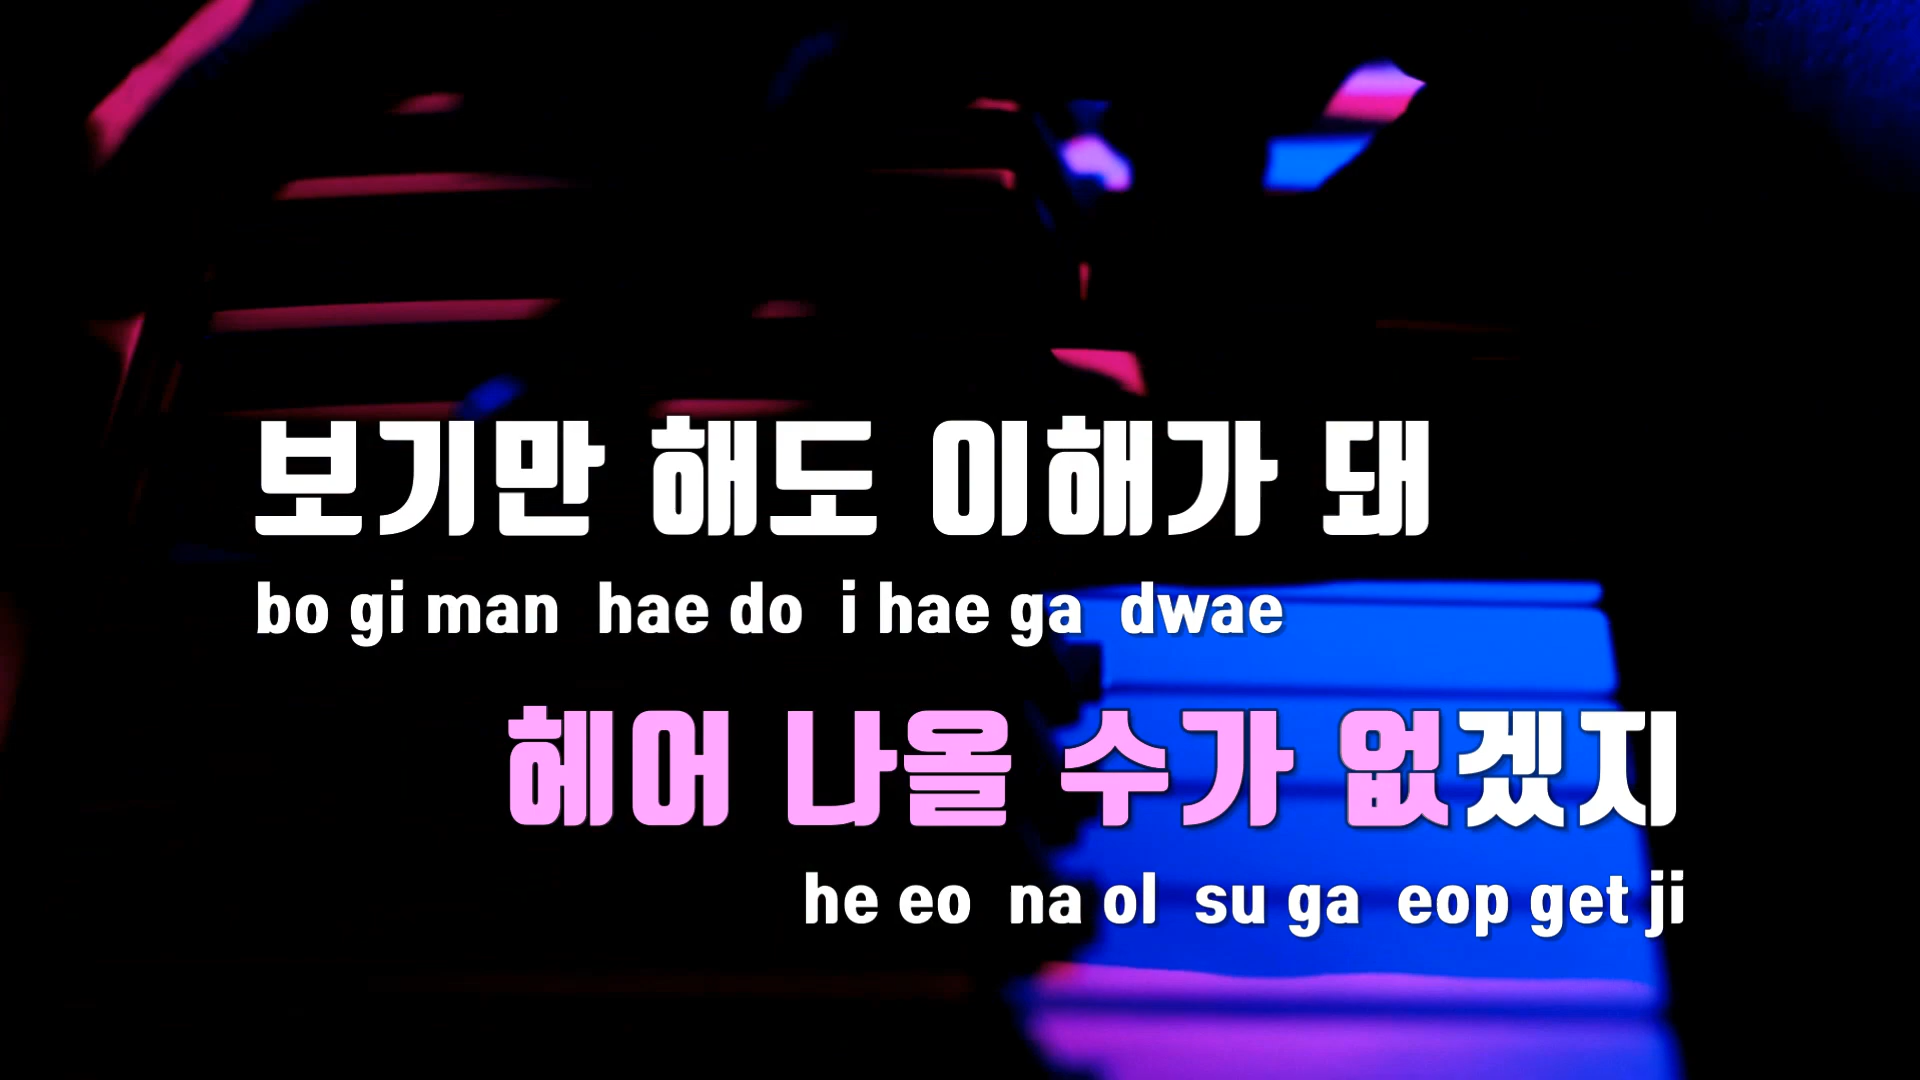 보기만 해도 이해가 돼
bo gi man hae do i hae ga dwae
헤어 나올 수가 없겠지
he eo na ol su ga eop get ji